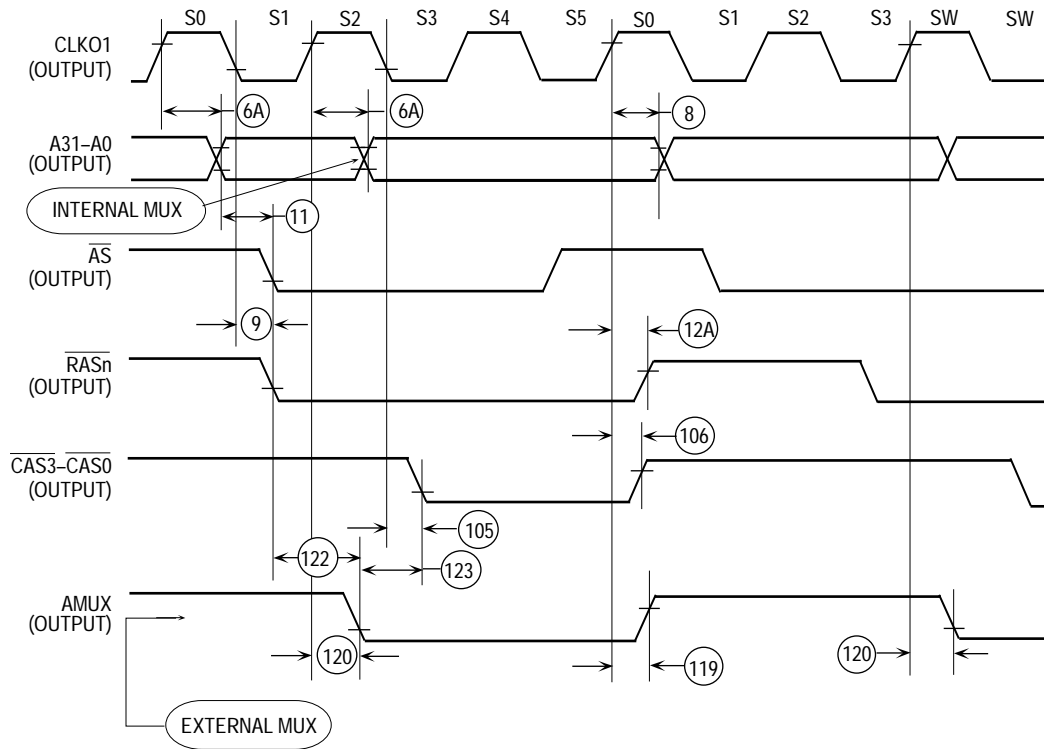 S0 S1 S2 S3 S4 S5 S0 S1 S2 S3 SW SW
CLKO1
(OUTPUT)
6A 6A 8
A31–A0
(OUTPUT)
INTERNAL MUX
11
AS
(OUTPUT)
9 12A
RASn
(OUTPUT)
106
CAS3–CAS0
(OUTPUT)
105
122 123
AMUX
(OUTPUT)
120 119 120
EXTERNAL MUX